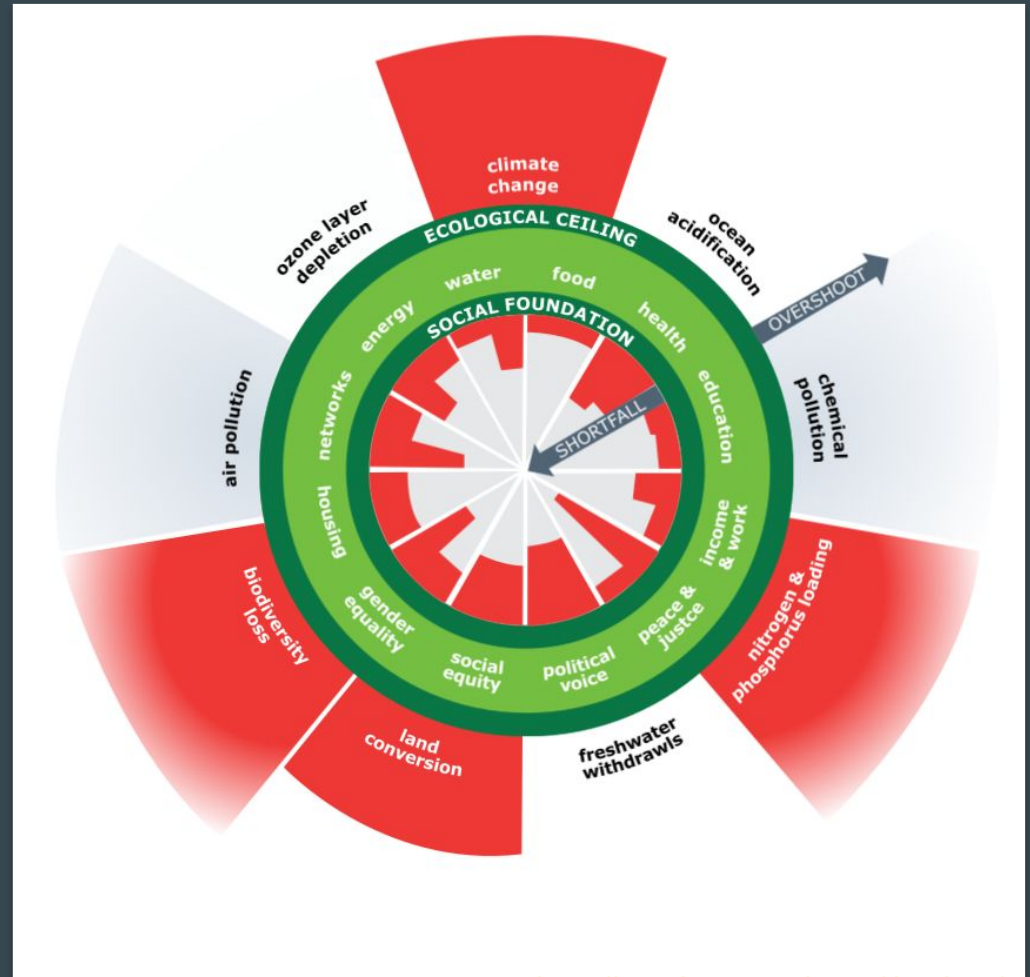 climate
change
ozone layer
depletion
ocean
acidification
ECOLOGICAL CEILING
OVERSHOOT
water
food
energy
health
SOCIAL FOUNDATION
networks
education
SHORTFALL
air pollution
chemical
pollution
housing
income
& work
biodiversity
loss
gender
equality
peace &
justce
nitrogen &
phosphorus loading
social
equity
political
voice
land
conversion
freshwater
withdrawls